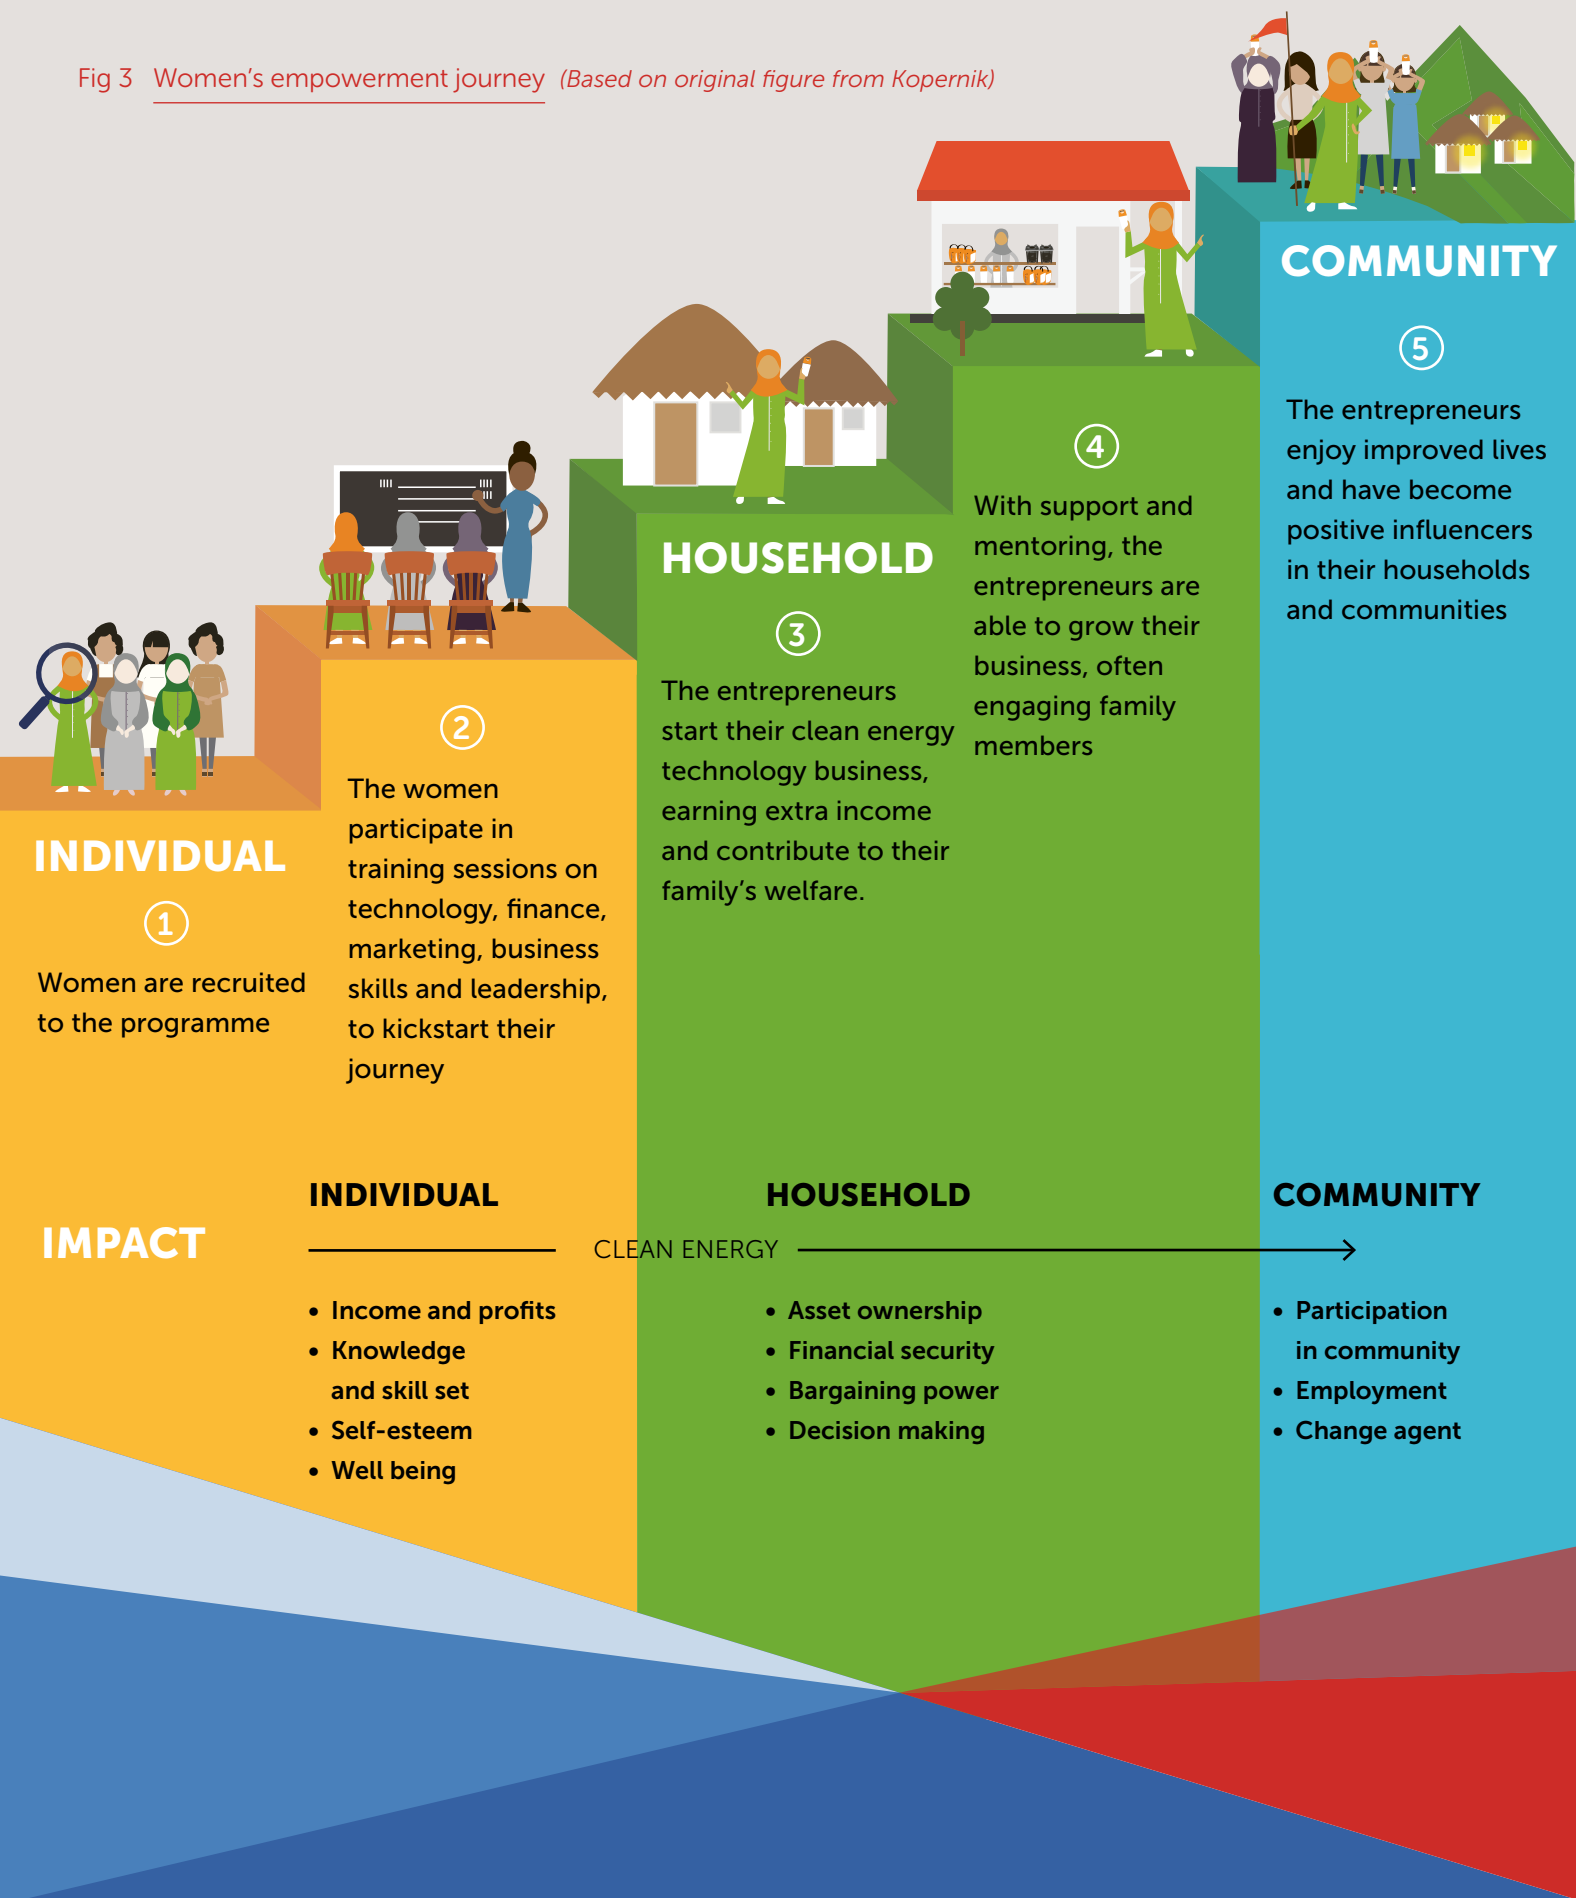 Fig 3 Women's empowerment journey (Based on original figure from Kopernik)
INDIVIDUAL
1
Women are recruited
to the programme
2
The women
participate in
training sessions on
technology, finance,
marketing, business
skills and leadership,
to kickstart their
journey
HOUSEHOLD
3
The entrepreneurs
start their clean energy
technology business,
earning extra income
and contribute to their
family's welfare.
4
With support and
mentoring, the
entrepreneurs are
able to grow their
business, often
engaging family
members
COMMUNITY
5
The entrepreneurs
enjoy improved lives
and have become
positive influencers
in their households
and communities
IMPACT
CLEAN ENERGY
INDIVIDUAL
• Income and profits
• Knowledge
and skill set
• Self-esteem
• Well being
HOUSEHOLD
• Asset ownership
• Financial security
• Bargaining power
• Decision making
COMMUNITY
• Participation
in community
• Employment
• Change agent